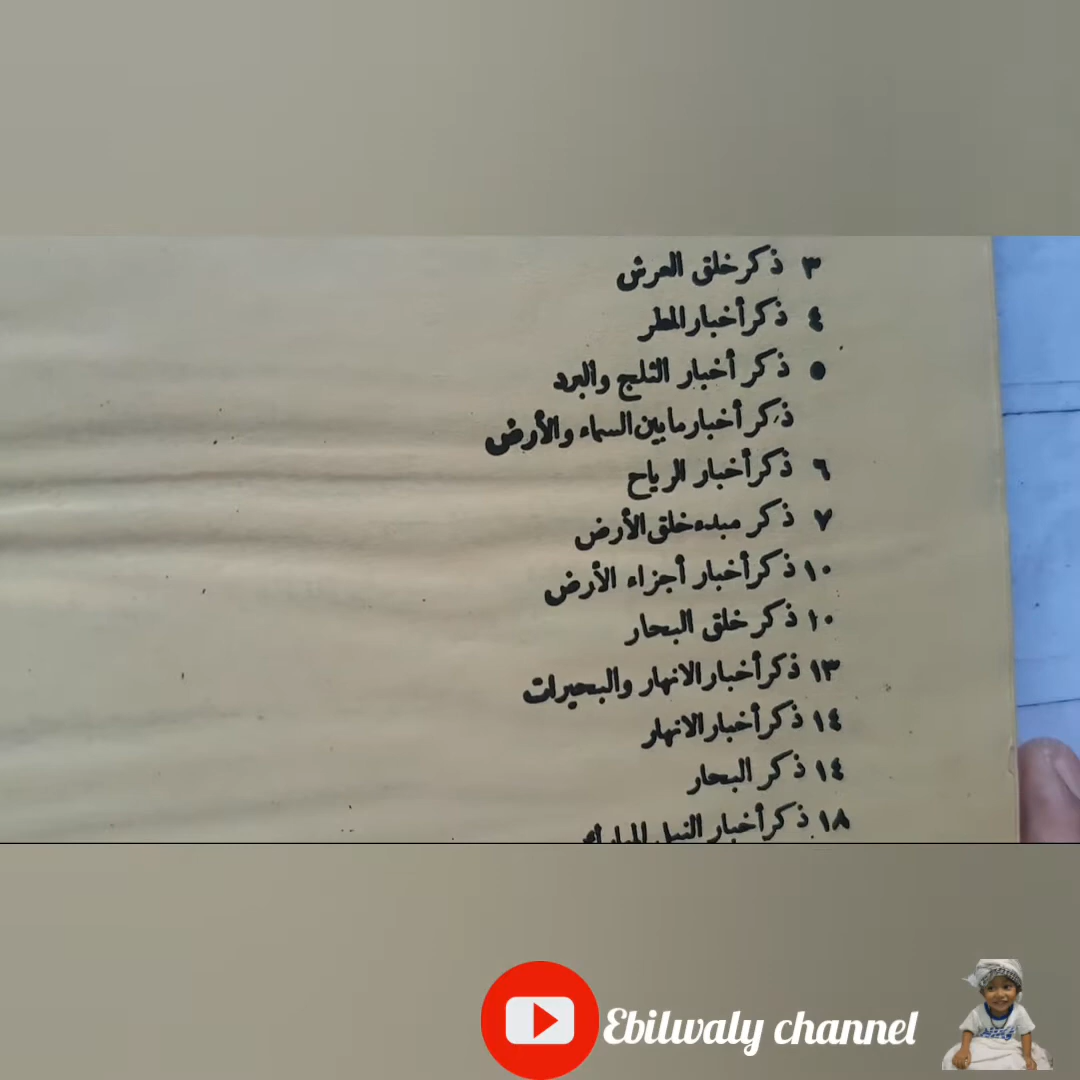 ٣ ذكر خلق العرش
٤ ذكر أخبار المطر
٥ ذكر أخبار الثلج والبرد
ذكر أخبار ما بين السماء والأرض
٦ ذكر أخبار الرياح
٧ ذكر مبدء خلق الأرض
١٠ ذكر أخبار أجزاء الأرض
١٠ ذكر خلق البحار
١٣ ذكر أخبار الانهار والبحيرات
١٤ ذكر أخبار الانهار
١٤ ذكر البحار
١٨ ذكر أخبار النيل المبارك
Ebilwaly channel